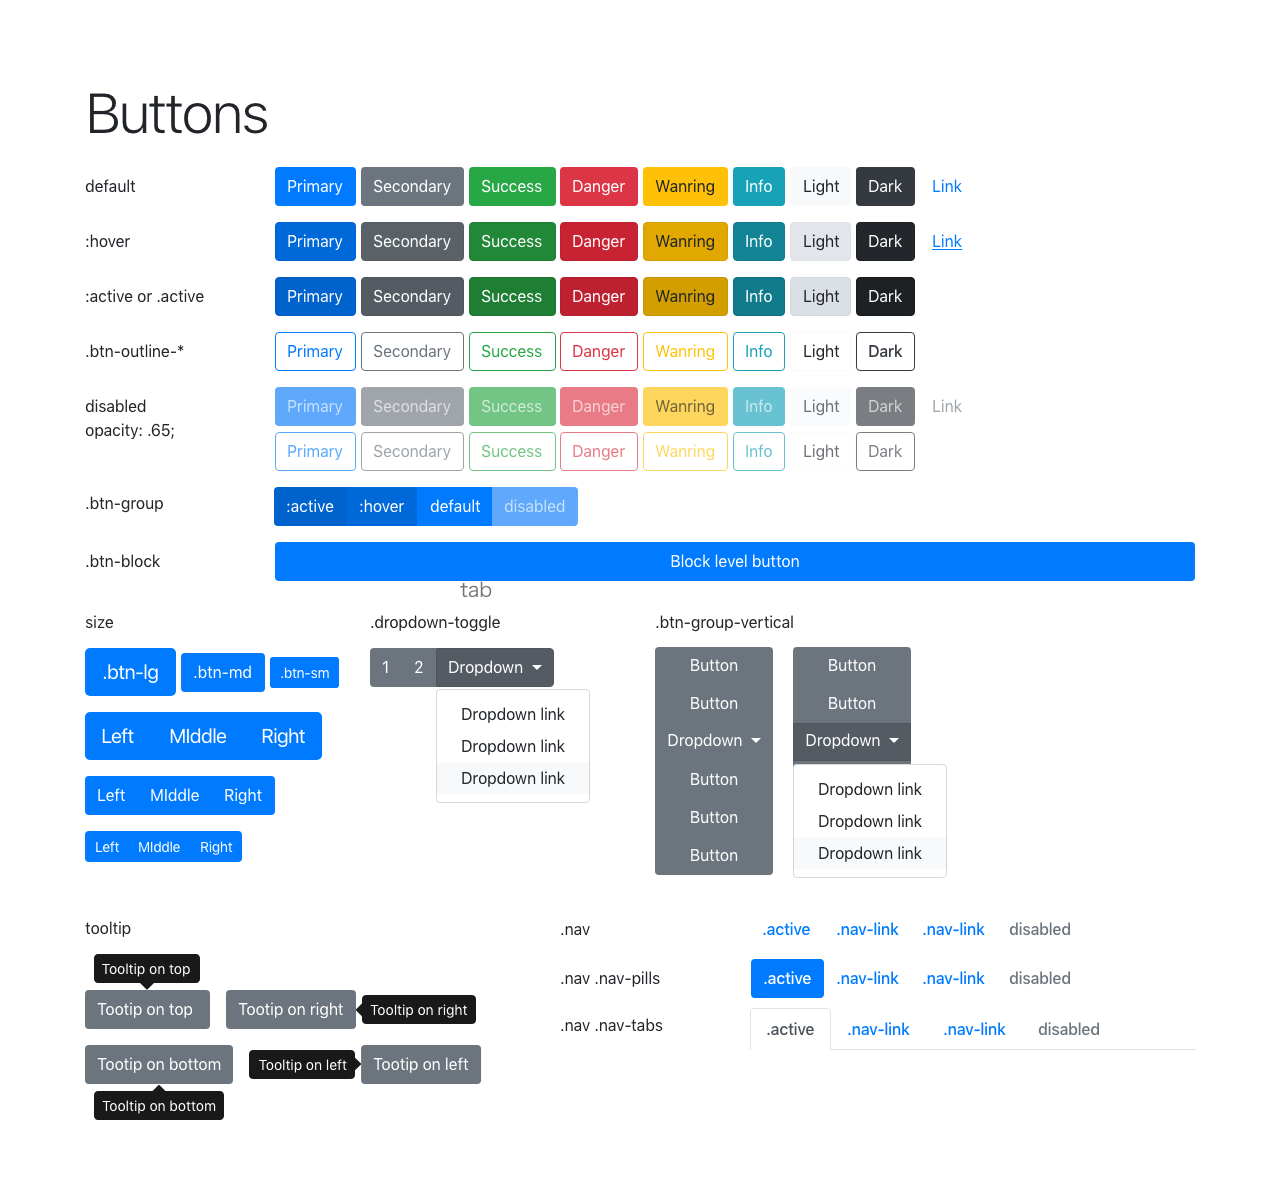 Buttons
default Primary Secondary Success Danger Wanring Info Light Dark Link
:hover Primary Secondary Success Danger Wanring Info Light Dark Link
:active or .active Primary Secondary Success Danger Wanring Info Light Dark
.btn-outline-* Primary Secondary Success Danger Wanring Info Light Dark
disabled Primary Secondary Success Danger Wanring Info Light Dark Link
opacity: .65;
Primary Secondary Success Danger Wanring Info Light Dark
.btn-group :active :hover default disabled
.btn-block Block level button
tab
size
.btn-lg .btn-md .btn-sm
Left MIddle Right
Left MIddle Right
Left MIddle Right
.dropdown-toggle
1 2 Dropdown
Dropdown link
Dropdown link
Dropdown link
.btn-group-vertical
Button
Button
Dropdown
Button
Button
Button
Button
Button
Dropdown
Dropdown link
Dropdown link
Dropdown link
tooltip
Tooltip on top
Tootip on top Tootip on right Tooltip on right
Tootip on bottom Tooltip on left Tootip on left
Tooltip on bottom
.nav .active .nav-link .nav-link disabled
.nav .nav-pills .active .nav-link .nav-link disabled
.nav .nav-tabs .active .nav-link .nav-link disabled